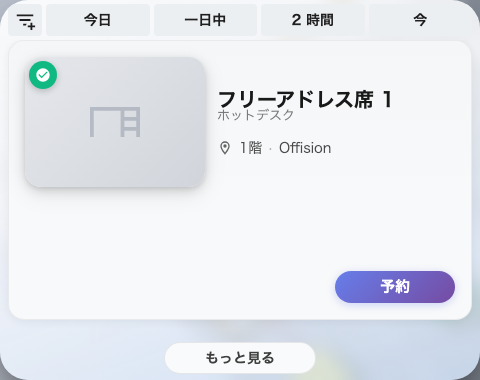 今日
一日中
2 時間
今
フリーアドレス席 1
ホットデスク
1階 · Offision
予約
もっと見る